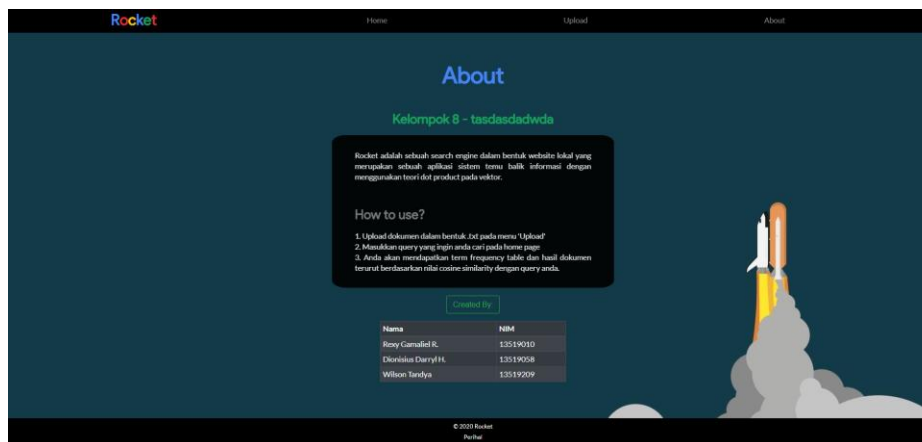 Rocket
Home
Upload
About
About
Kelompok 8 - tasdasdadwda
Rocket adalah sebuah search engine dalam bentuk website lokal yang
merupakan sebuah aplikasi sistem temu balik informasi dengan
menggunakan teori dot product pada vektor.
How to use?
1. Upload dokumen dalam bentuk .txt pada menu 'Upload'
2. Masukkan query yang ingin anda cari pada home page
3. Anda akan mendapatkan term frequency table dan hasil dokumen
terurut berdasarkan nilai cosine similarity dengan query anda.
Created By
Nama NIM
Rexy Gamaliel R. 13519010
Dionisius Darryl H. 13519058
Wilson Tandya 13519209
© 2020 Rocket
Perihal